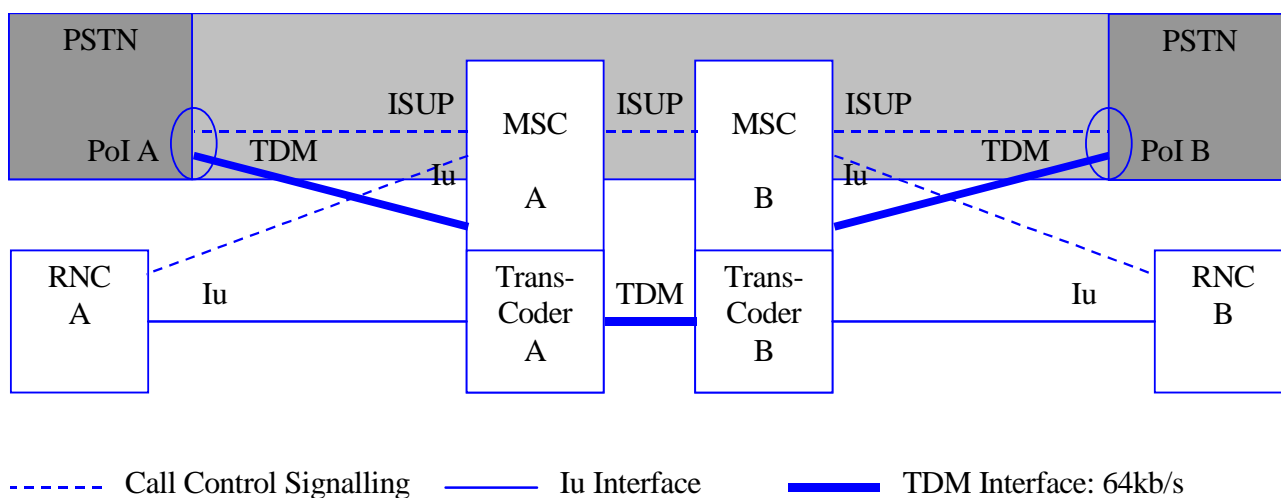 PSTN
PSTN
ISUP
ISUP
ISUP
MSC
A
MSC
B
PoI A
TDM
TDM
PoI B
Iu
Iu
RNC
A
Iu
Trans-
Coder
A
TDM
Trans-
Coder
B
Iu
RNC
B
Call Control Signalling
Iu Interface
TDM Interface: 64kb/s